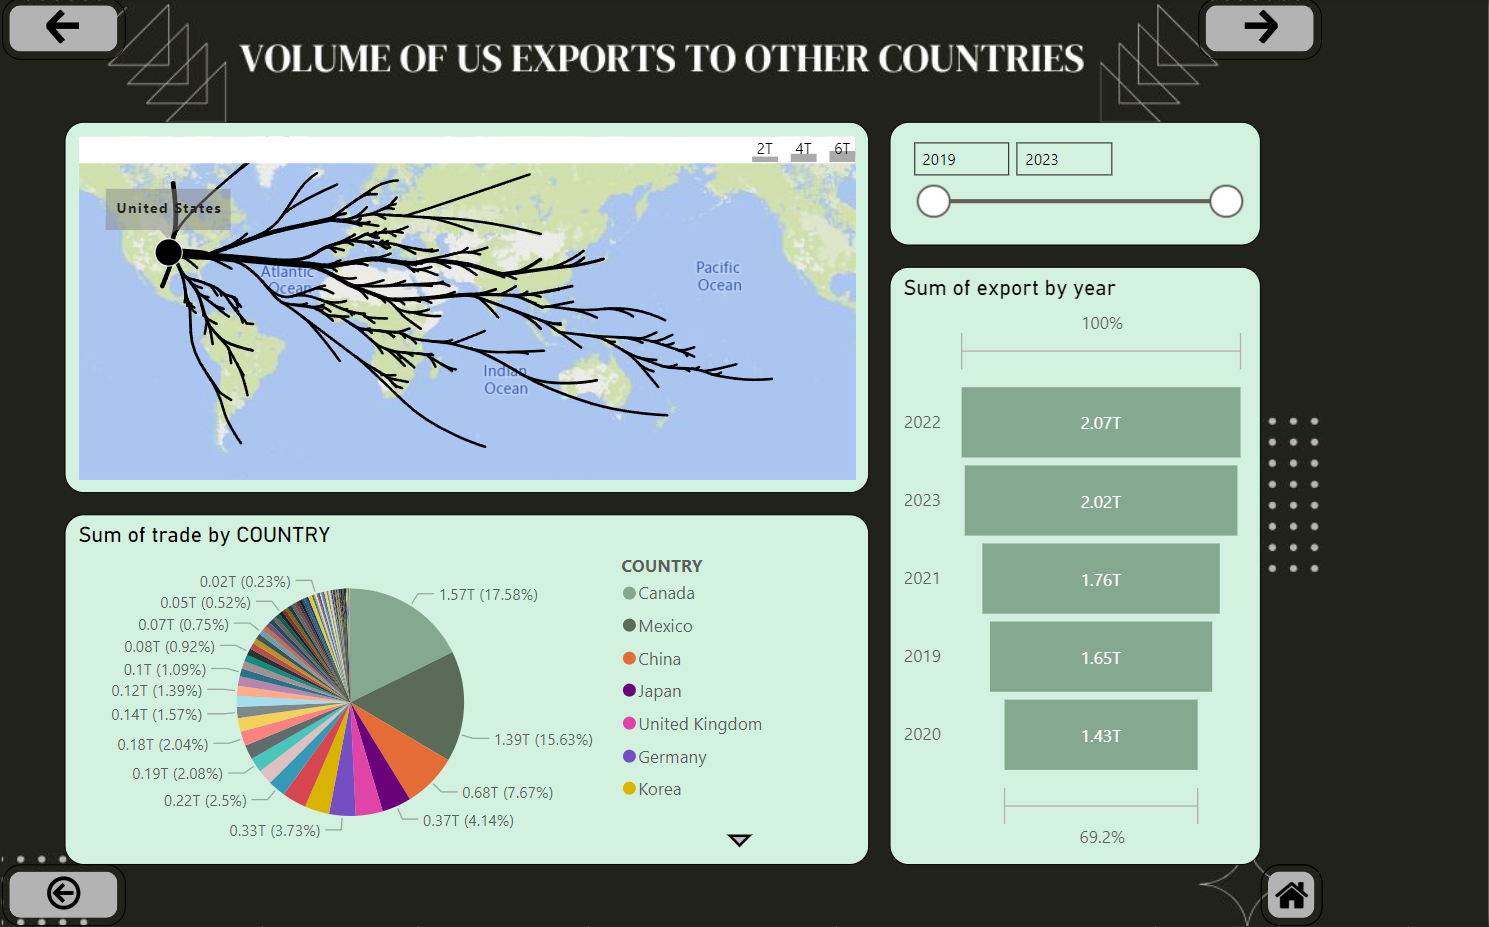 VOLUME OF US EXPORTS TO OTHER COUNTRIES
2T 4T 6T
United States
Atlantic
Ocean
Pacific
Ocean
Indian
Ocean
2019 2023
Sum of export by year
100%
2022 2.07T
2023 2.02T
2021 1.76T
2019 1.65T
2020 1.43T
69.2%
Sum of trade by COUNTRY
0.02T (0.23%)
0.05T (0.52%)
0.07T (0.75%)
0.08T (0.92%)
0.1T (1.09%)
0.12T (1.39%)
0.14T (1.57%)
0.18T (2.04%)
0.19T (2.08%)
0.22T (2.5%)
0.33T (3.73%)
1.57T (17.58%)
1.39T (15.63%)
0.68T (7.67%)
0.37T (4.14%)
COUNTRY
Canada
Mexico
China
Japan
United Kingdom
Germany
Korea